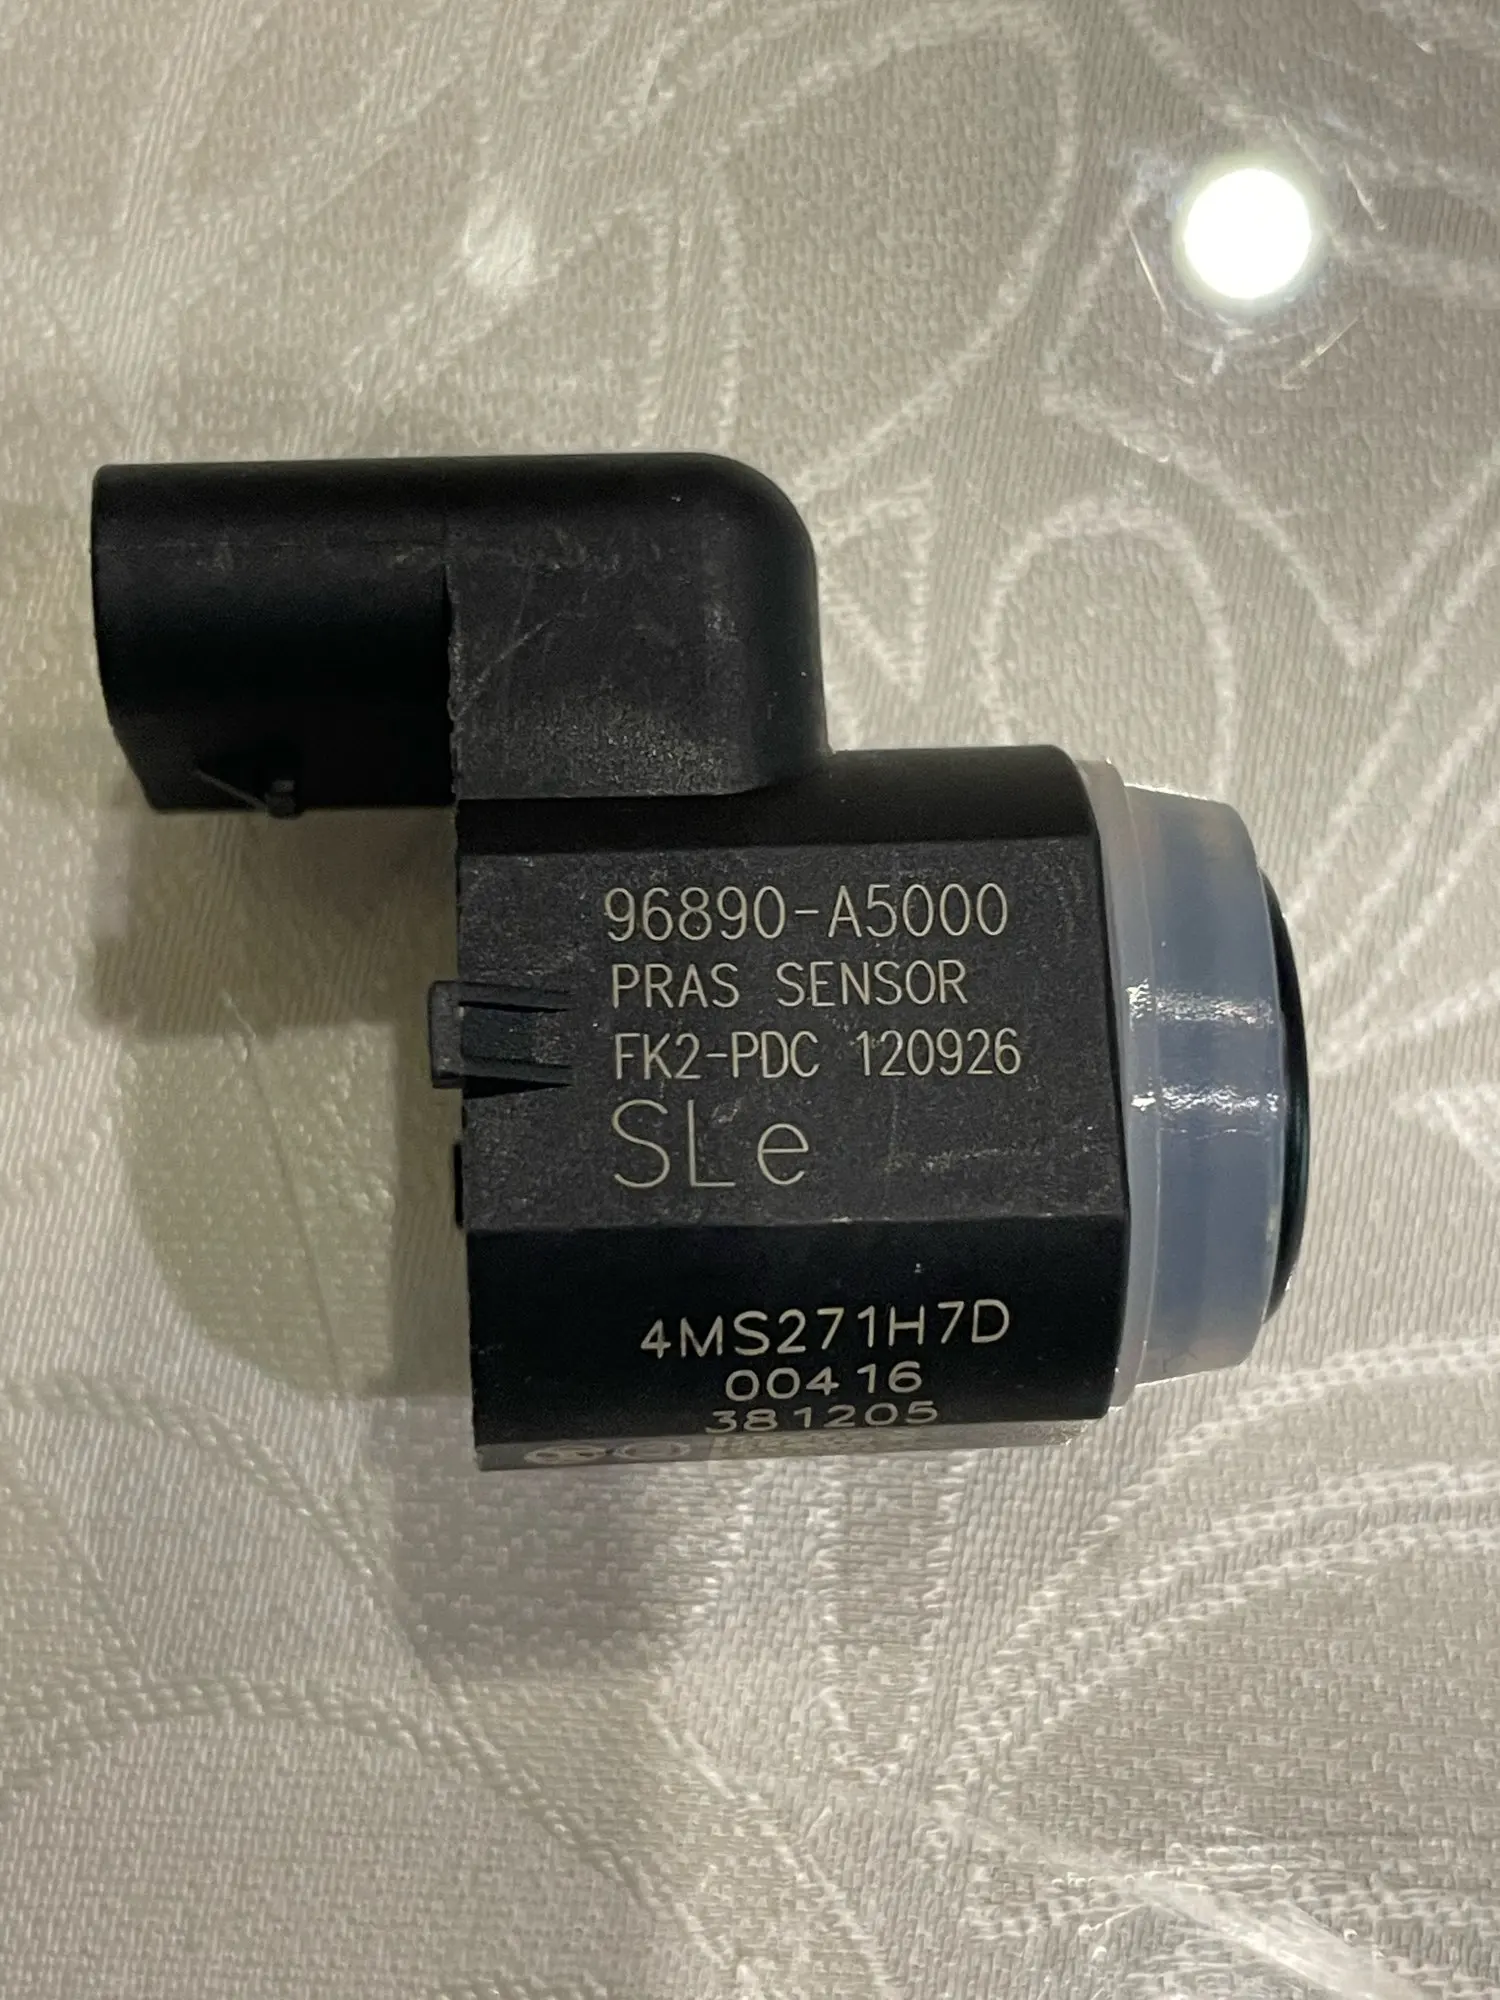 96890-A5000
PRAS SENSOR
FK2-PDC 120926
SLe
4MS271H7D
00416
381205